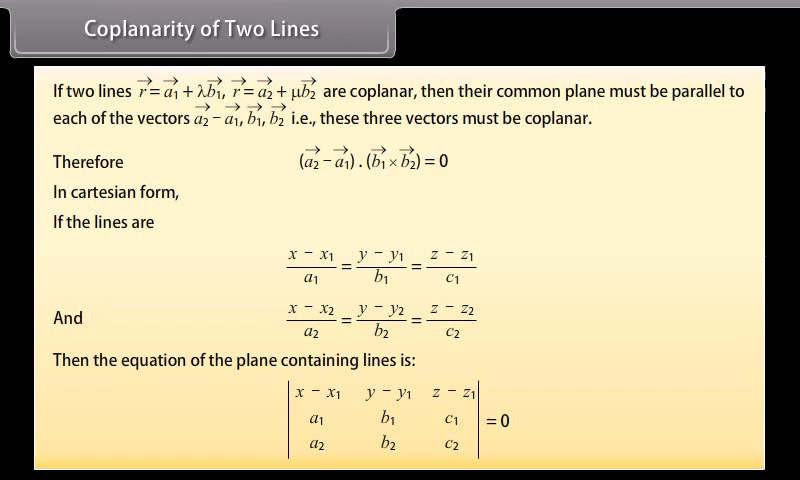 Coplanarity of Two Lines
If two lines r⃗ = a⃗₁ + λb⃗₁, r⃗ = a⃗₂ + μb⃗₂ are coplanar, then their common plane must be parallel to
each of the vectors a⃗₂ − a⃗₁, b⃗₁, b⃗₂ i.e., these three vectors must be coplanar.
Therefore (a⃗₂ − a⃗₁) . (b⃗₁ × b⃗₂) = 0
In cartesian form,
If the lines are
(x − x₁)/a₁ = (y − y₁)/b₁ = (z − z₁)/c₁
And (x − x₂)/a₂ = (y − y₂)/b₂ = (z − z₂)/c₂
Then the equation of the plane containing lines is:
| x − x₁ y − y₁ z − z₁ |
| a₁ b₁ c₁ | = 0
| a₂ b₂ c₂ |